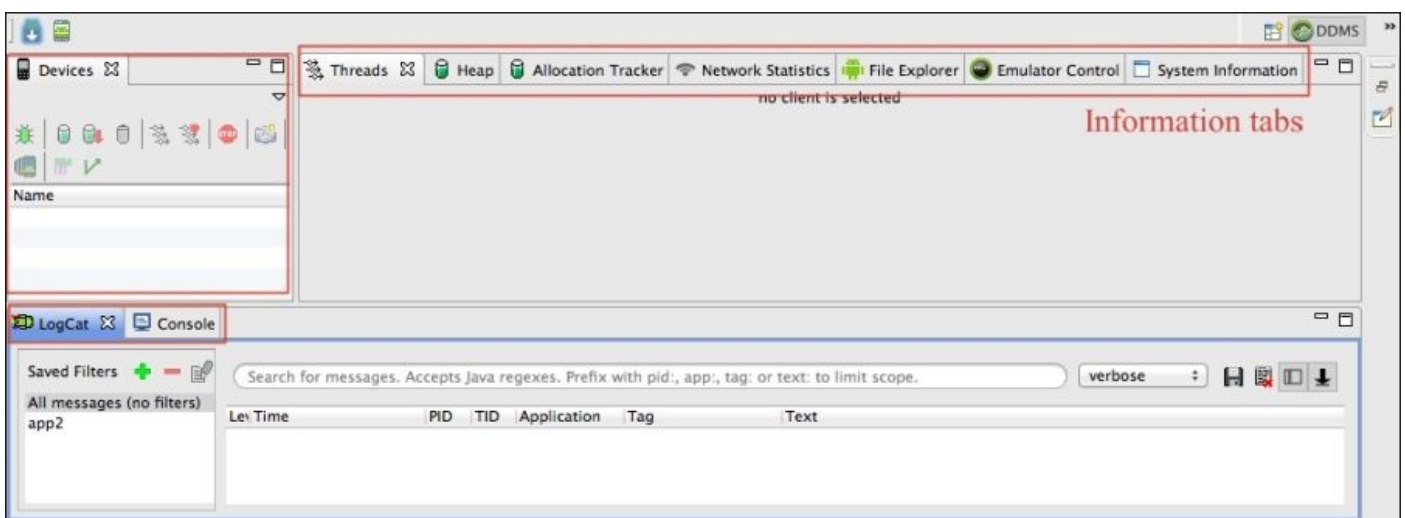 DDMS
Devices
Threads Heap Allocation Tracker Network Statistics File Explorer Emulator Control System Information
no client is selected
Information tabs
STOP
Name
LogCat Console
Saved Filters
Search for messages. Accepts Java regexes. Prefix with pid:, app:, tag: or text: to limit scope.
verbose
All messages (no filters)
app2
Lev Time PID TID Application Tag Text